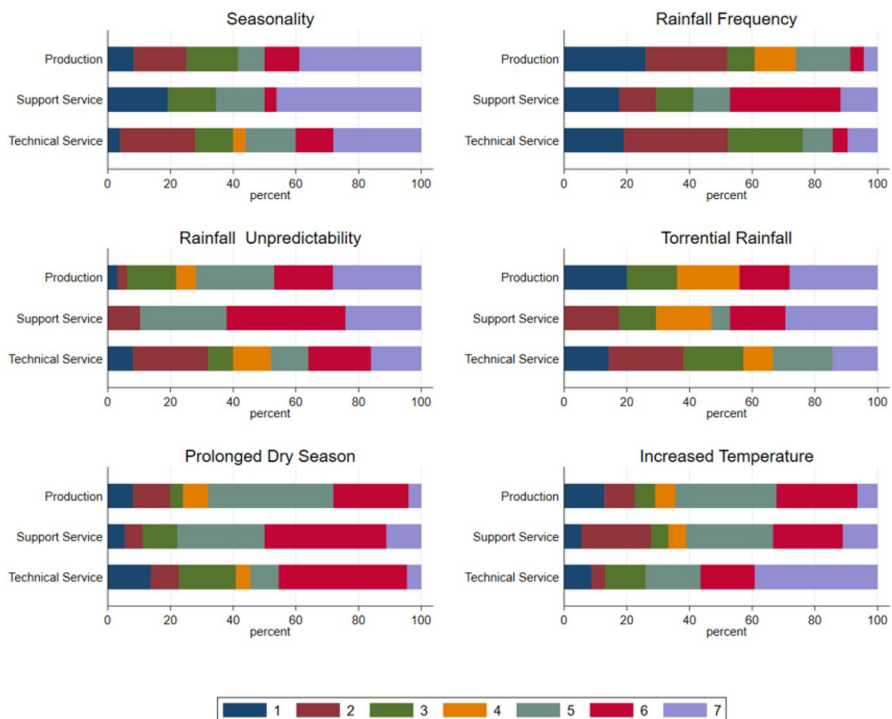 Seasonality
Production
Support Service
Technical Service
0 20 40 60 80 100
percent
Rainfall Frequency
Production
Support Service
Technical Service
0 20 40 60 80 100
percent
Rainfall Unpredictability
Production
Support Service
Technical Service
0 20 40 60 80 100
percent
Torrential Rainfall
Production
Support Service
Technical Service
0 20 40 60 80 100
percent
Prolonged Dry Season
Production
Support Service
Technical Service
0 20 40 60 80 100
percent
Increased Temperature
Production
Support Service
Technical Service
0 20 40 60 80 100
percent
1 2 3 4 5 6 7